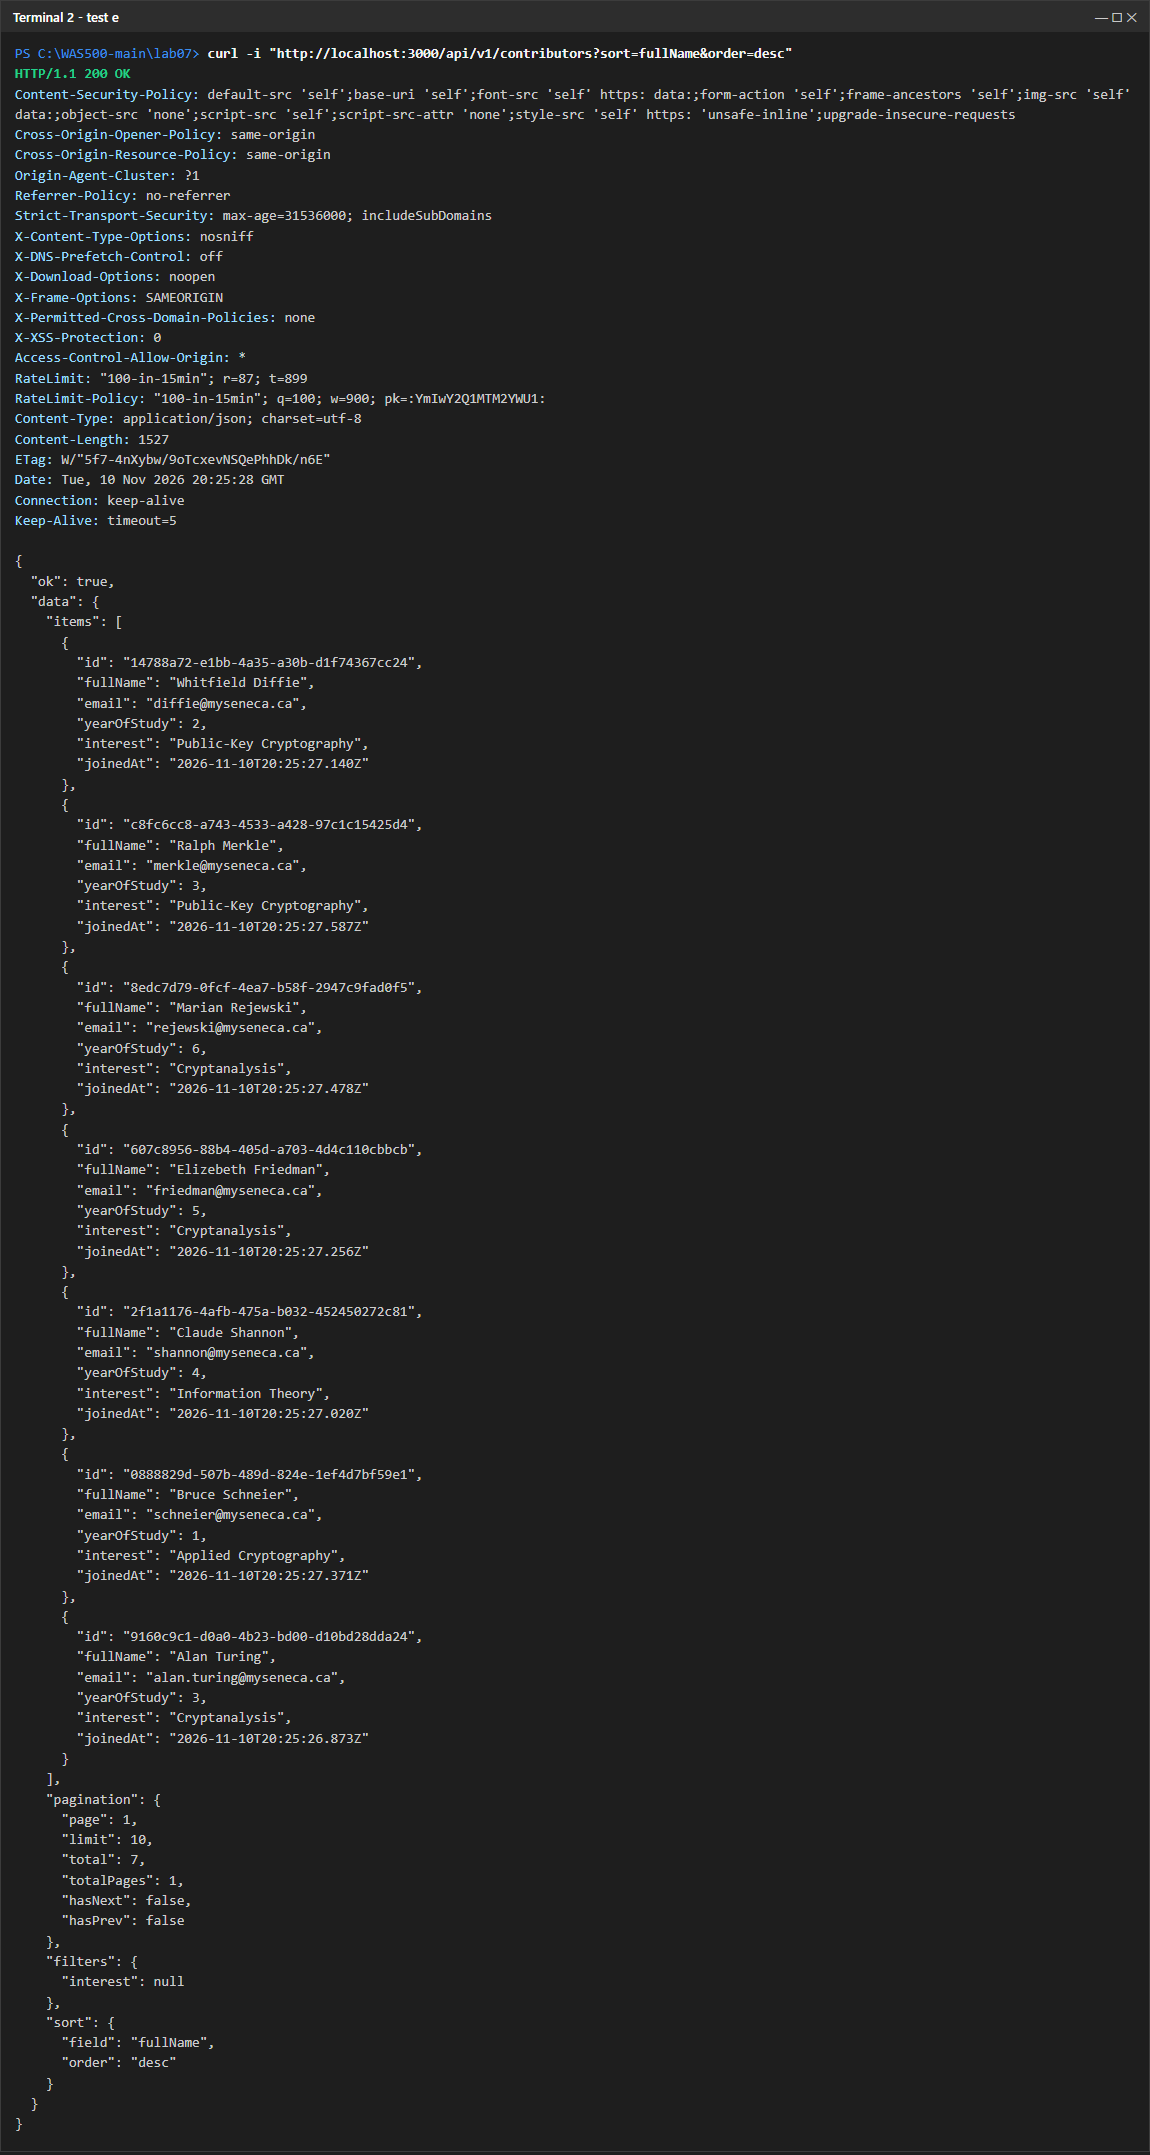 Terminal 2 - test e
PS C:\WAS500-main\lab07> curl -i "http://localhost:3000/api/v1/contributors?sort=fullName&order=desc"
HTTP/1.1 200 OK
Content-Security-Policy: default-src 'self';base-uri 'self';font-src 'self' https: data:;form-action 'self';frame-ancestors 'self';img-src 'self'
data:;object-src 'none';script-src 'self';script-src-attr 'none';style-src 'self' https: 'unsafe-inline';upgrade-insecure-requests
Cross-Origin-Opener-Policy: same-origin
Cross-Origin-Resource-Policy: same-origin
Origin-Agent-Cluster: ?1
Referrer-Policy: no-referrer
Strict-Transport-Security: max-age=31536000; includeSubDomains
X-Content-Type-Options: nosniff
X-DNS-Prefetch-Control: off
X-Download-Options: noopen
X-Frame-Options: SAMEORIGIN
X-Permitted-Cross-Domain-Policies: none
X-XSS-Protection: 0
Access-Control-Allow-Origin: *
RateLimit: "100-in-15min"; r=87; t=899
RateLimit-Policy: "100-in-15min"; q=100; w=900; pk=:YmIwY2Q1MTM2YWU1:
Content-Type: application/json; charset=utf-8
Content-Length: 1527
ETag: W/"5f7-4nXybw/9oTcxevNSQePhhDk/n6E"
Date: Tue, 10 Nov 2026 20:25:28 GMT
Connection: keep-alive
Keep-Alive: timeout=5
{
"ok": true,
"data": {
"items": [
{
"id": "14788a72-e1bb-4a35-a30b-d1f74367cc24",
"fullName": "Whitfield Diffie",
"email": "diffie@myseneca.ca",
"yearOfStudy": 2,
"interest": "Public-Key Cryptography",
"joinedAt": "2026-11-10T20:25:27.140Z"
},
{
"id": "c8fc6cc8-a743-4533-a428-97c1c15425d4",
"fullName": "Ralph Merkle",
"email": "merkle@myseneca.ca",
"yearOfStudy": 3,
"interest": "Public-Key Cryptography",
"joinedAt": "2026-11-10T20:25:27.587Z"
},
{
"id": "8edc7d79-0fcf-4ea7-b58f-2947c9fad0f5",
"fullName": "Marian Rejewski",
"email": "rejewski@myseneca.ca",
"yearOfStudy": 6,
"interest": "Cryptanalysis",
"joinedAt": "2026-11-10T20:25:27.478Z"
},
{
"id": "607c8956-88b4-405d-a703-4d4c110cbbcb",
"fullName": "Elizebeth Friedman",
"email": "friedman@myseneca.ca",
"yearOfStudy": 5,
"interest": "Cryptanalysis",
"joinedAt": "2026-11-10T20:25:27.256Z"
},
{
"id": "2f1a1176-4afb-475a-b032-452450272c81",
"fullName": "Claude Shannon",
"email": "shannon@myseneca.ca",
"yearOfStudy": 4,
"interest": "Information Theory",
"joinedAt": "2026-11-10T20:25:27.020Z"
},
{
"id": "0888829d-507b-489d-824e-1ef4d7bf59e1",
"fullName": "Bruce Schneier",
"email": "schneier@myseneca.ca",
"yearOfStudy": 1,
"interest": "Applied Cryptography",
"joinedAt": "2026-11-10T20:25:27.371Z"
},
{
"id": "9160c9c1-d0a0-4b23-bd00-d10bd28dda24",
"fullName": "Alan Turing",
"email": "alan.turing@myseneca.ca",
"yearOfStudy": 3,
"interest": "Cryptanalysis",
"joinedAt": "2026-11-10T20:25:26.873Z"
}
],
"pagination": {
"page": 1,
"limit": 10,
"total": 7,
"totalPages": 1,
"hasNext": false,
"hasPrev": false
},
"filters": {
"interest": null
},
"sort": {
"field": "fullName",
"order": "desc"
}
}
}